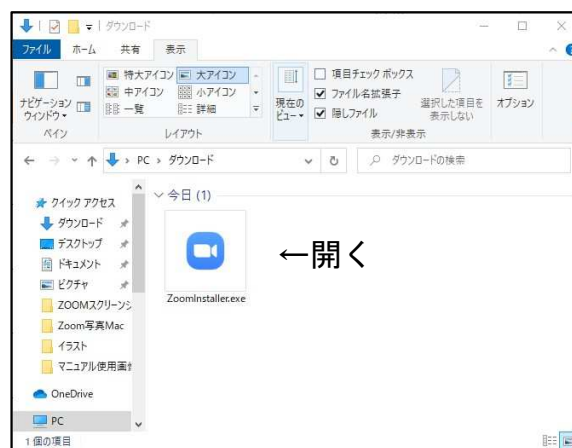 ダウンロード
ファイル ホーム 共有 表示
ナビゲーション
ウィンドウ
ペイン
特大アイコン 大アイコン
中アイコン 小アイコン
一覧 詳細
レイアウト
現在の
ビュー
項目チェック ボックス
ファイル名拡張子
隠しファイル
選択した項目を
表示しない
表示/非表示
オプション
PC › ダウンロード
ダウンロードの検索
クイック アクセス
ダウンロード
デスクトップ
ドキュメント
ピクチャ
ZOOMスクリーンシ
Zoom写真Mac
イラスト
マニュアル使用画
OneDrive
PC
今日 (1)
ZoomInstaller.exe
←開く
1 個の項目